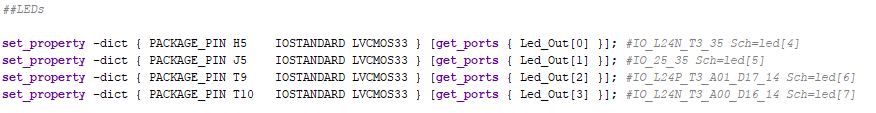 ##LEDs
set_property -dict { PACKAGE_PIN H5    IOSTANDARD LVCMOS33 } [get_ports { Led_Out[0] }]; #IO_L24N_T3_35 Sch=led[4]
set_property -dict { PACKAGE_PIN J5    IOSTANDARD LVCMOS33 } [get_ports { Led_Out[1] }]; #IO_25_35 Sch=led[5]
set_property -dict { PACKAGE_PIN T9    IOSTANDARD LVCMOS33 } [get_ports { Led_Out[2] }]; #IO_L24P_T3_A01_D17_14 Sch=led[6]
set_property -dict { PACKAGE_PIN T10   IOSTANDARD LVCMOS33 } [get_ports { Led_Out[3] }]; #IO_L24N_T3_A00_D16_14 Sch=led[7]